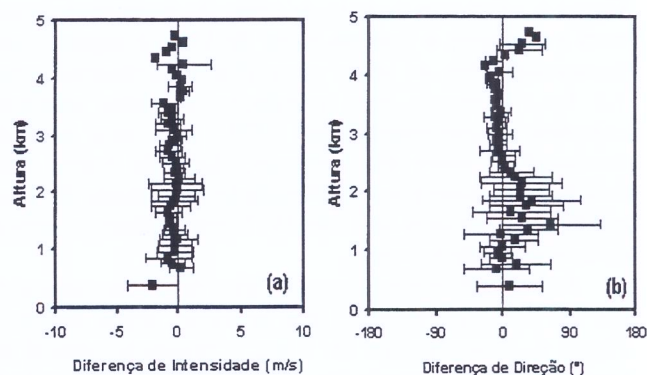 5
4
3
2
1
0
Altura (km)
(a)
-10 -5 0 5 10
Diferença de Intensidade (m/s)
5
4
3
2
1
0
Altura (km)
(b)
-180 -90 0 90 180
Diferença de Direção (°)